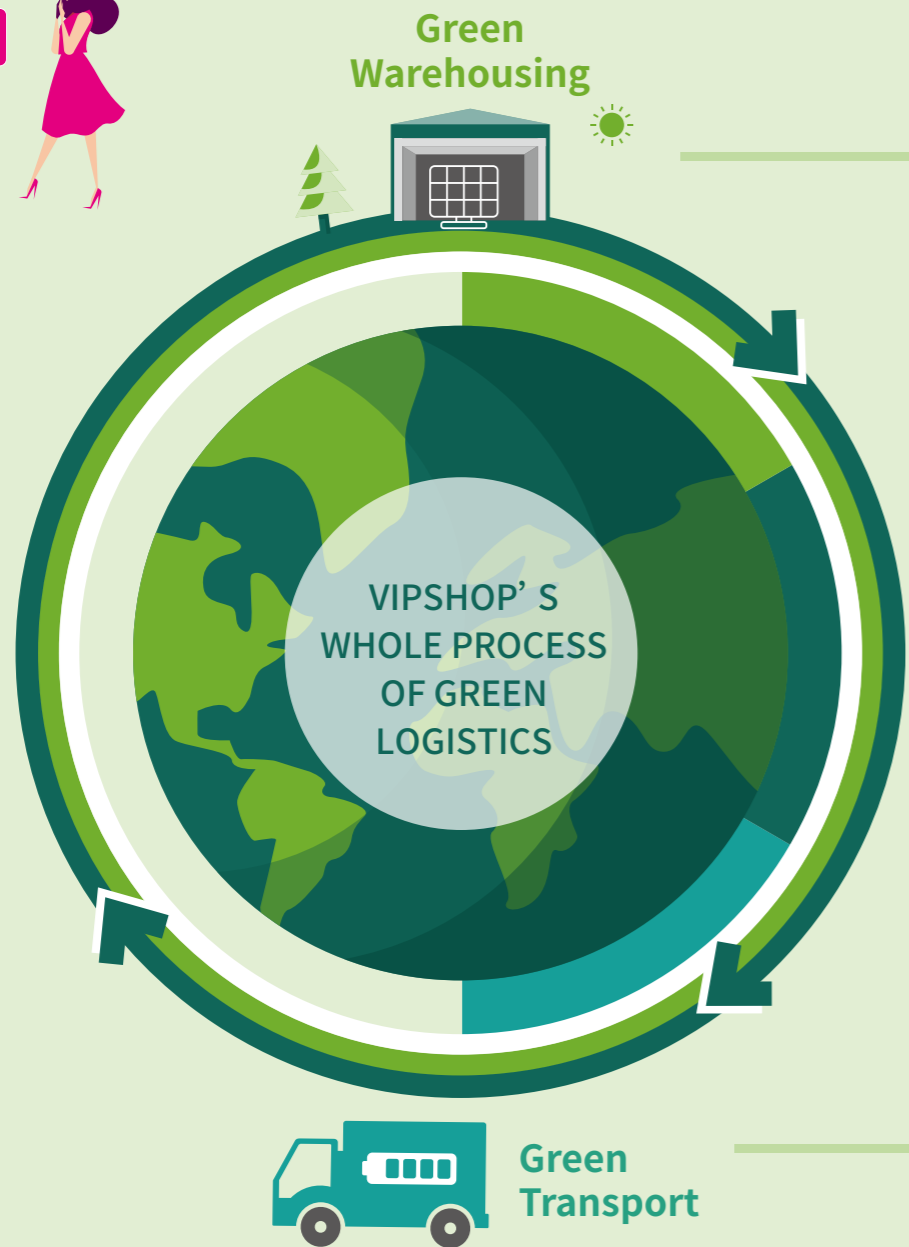 Green
Warehousing
VIPSHOP’ S
WHOLE PROCESS
OF GREEN
LOGISTICS
Green
Transport